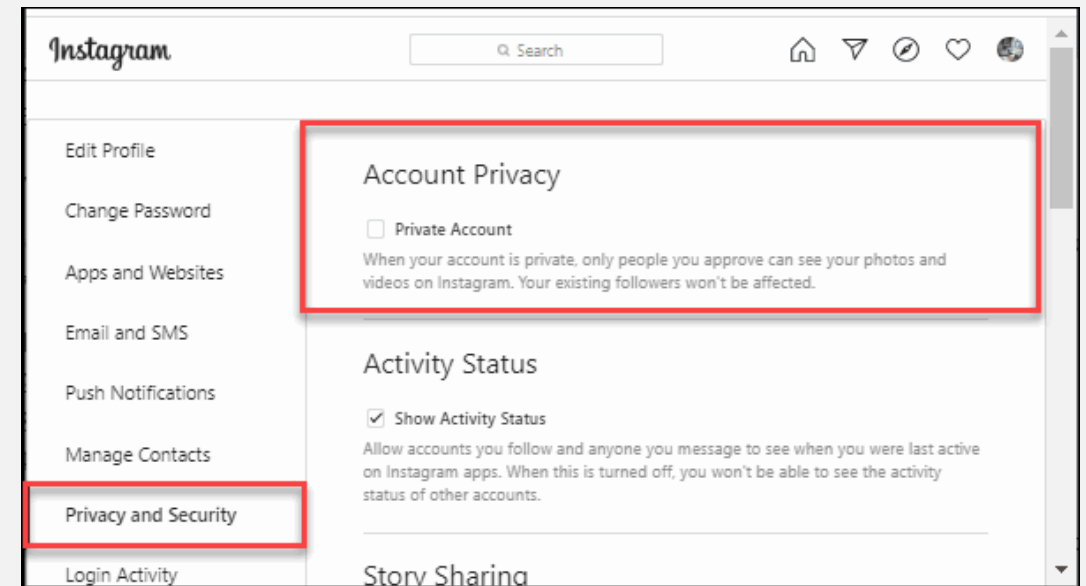 Instagram
Search
Edit Profile
Change Password
Apps and Websites
Email and SMS
Push Notifications
Manage Contacts
Privacy and Security
Login Activity
Account Privacy
Private Account
When your account is private, only people you approve can see your photos and
videos on Instagram. Your existing followers won't be affected.
Activity Status
Show Activity Status
Allow accounts you follow and anyone you message to see when you were last active
on Instagram apps. When this is turned off, you won't be able to see the activity
status of other accounts.
Story Sharing